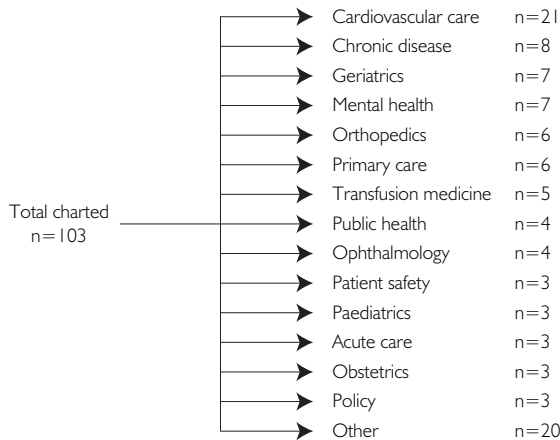 Cardiovascular care n=21
Chronic disease n=8
Geriatrics n=7
Mental health n=7
Orthopedics n=6
Primary care n=6
Transfusion medicine n=5
Total charted
n=103
Public health n=4
Ophthalmology n=4
Patient safety n=3
Paediatrics n=3
Acute care n=3
Obstetrics n=3
Policy n=3
Other n=20